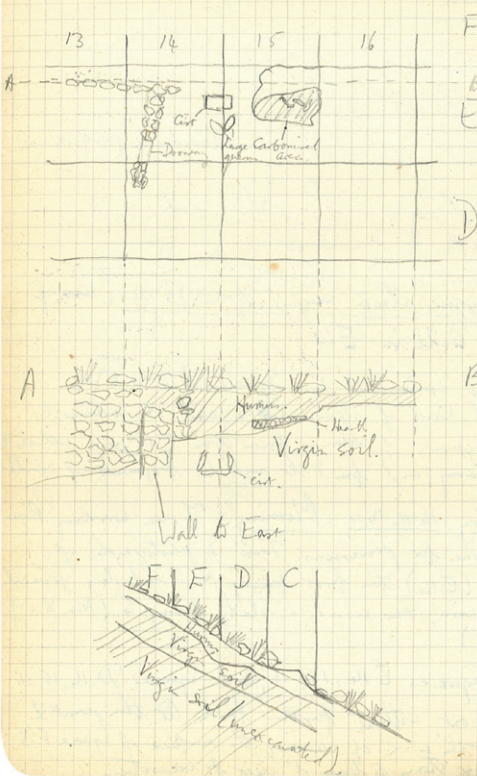 13 14 15 16
A
Cist
Doorway
large Carbonised
querns area
A
Humus.
Hearth
Virgin soil.
cist.
Wall to East
F E D C
Humus
Virgin soil
Virgin soil (unexcavated)